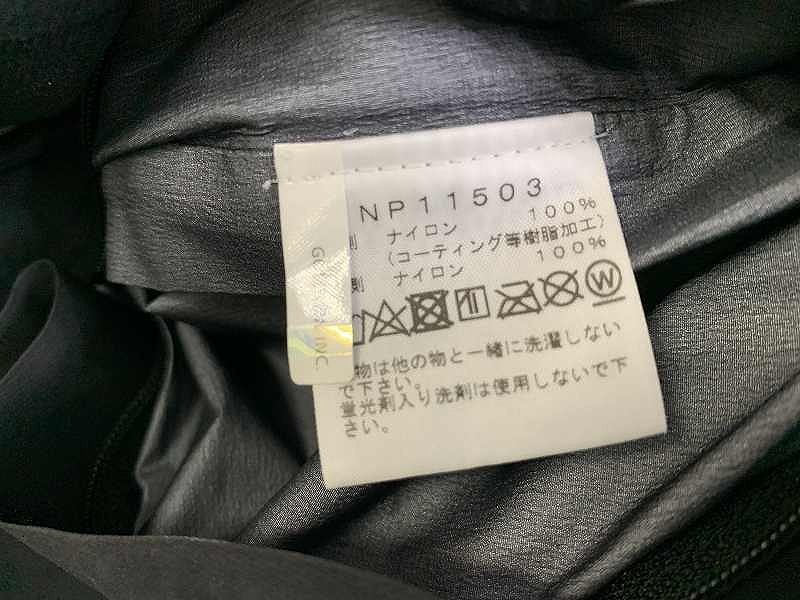 NP11503
側 ナイロン 100%
(コーティング等樹脂加工)
側 ナイロン 100%
W
物は他の物と一緒に洗濯しない
で下さい。
蛍光剤入り洗剤は使用しないで下
さい。
INC